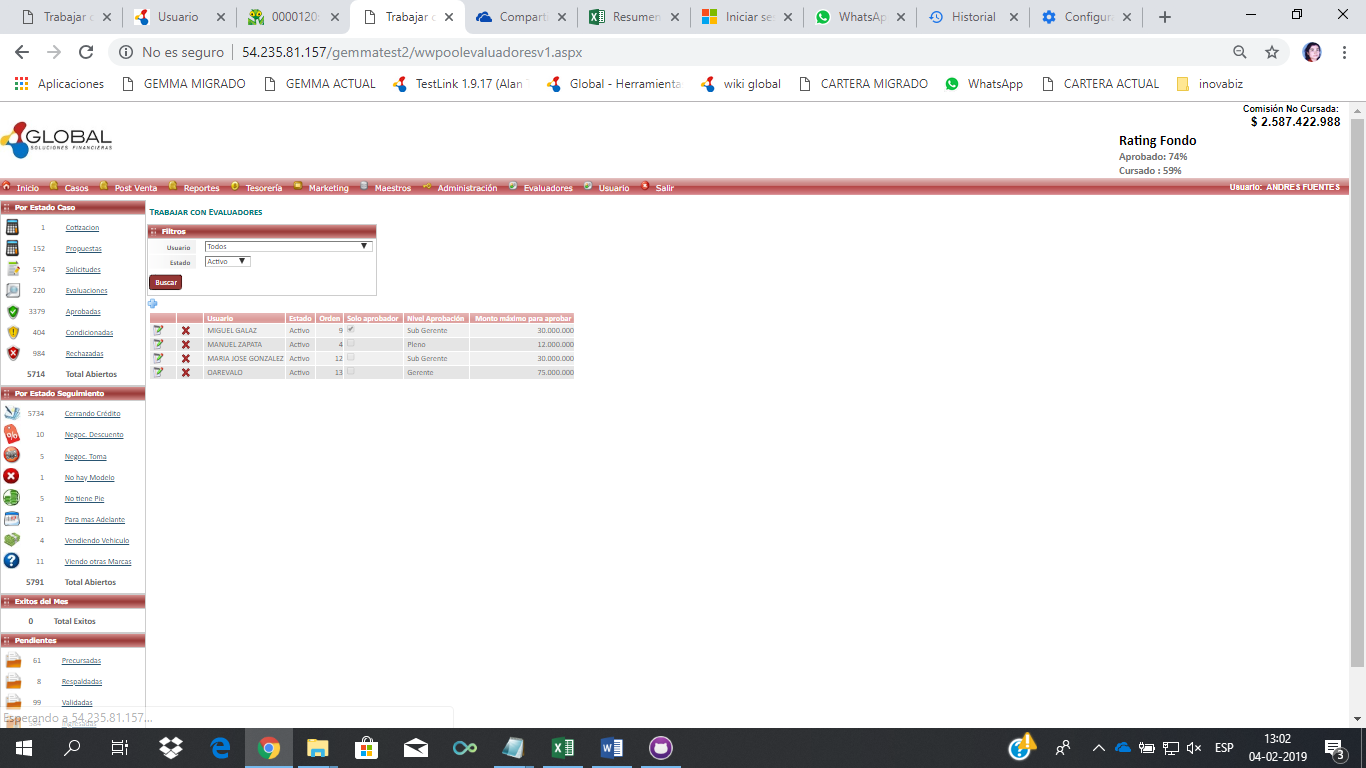 Trabajar c
Usuario
0000120:
Trabajar c
Comparti
Resumen
Iniciar ses
WhatsAp
Historial
Configura
No es seguro
54.235.81.157/gemmatest2/wwpoolevaluadoresv1.aspx
Aplicaciones
GEMMA MIGRADO
GEMMA ACTUAL
TestLink 1.9.17 (Alan
Global - Herramienta
wiki global
CARTERA MIGRADO
WhatsApp
CARTERA ACTUAL
inovabiz
Comisión No Cursada:
$ 2.587.422.988
GLOBAL
SOLUCIONES FINANCIERAS
Rating Fondo
Aprobado: 74%
Cursado : 59%
Inicio Casos Post Venta Reportes Tesorería Marketing Maestros Administración Evaluadores Usuario Salir
Usuario: ANDRES FUENTES
Por Estado Caso
1 Cotizacion
152 Propuestas
574 Solicitudes
220 Evaluaciones
3379 Aprobadas
404 Condicionadas
984 Rechazadas
5714 Total Abiertos
Por Estado Seguimiento
5734 Cerrando Crédito
10 Negoc. Descuento
5 Negoc. Toma
1 No hay Modelo
5 No tiene Pie
21 Para mas Adelante
4 Vendiendo Vehiculo
11 Viendo otras Marcas
5791 Total Abiertos
Exitos del Mes
0 Total Exitos
Pendientes
61 Precursadas
8 Respaldadas
99 Validadas
Esperando a 54.235.81.157...
TRABAJAR CON EVALUADORES
Filtros
Usuario Todos
Estado Activo
Buscar
Usuario Estado Orden Solo aprobador Nivel Aprobación Monto máximo para aprobar
MIGUEL GALAZ Activo 9 Sub Gerente 30.000.000
MANUEL ZAPATA Activo 4 Pleno 12.000.000
MARIA JOSE GONZALEZ Activo 12 Sub Gerente 30.000.000
OAREVALO Activo 13 Gerente 75.000.000
ESP
13:02
04-02-2019
3